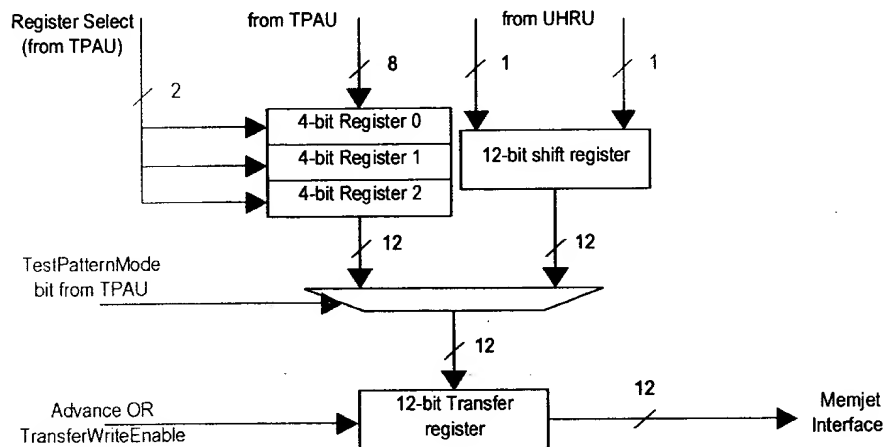 Register Select
(from TPAU)
from TPAU
from UHRU
2
8
1
1
4-bit Register 0
4-bit Register 1
4-bit Register 2
12-bit shift register
12
12
TestPatternMode
bit from TPAU
12
Advance OR
TransferWriteEnable
12-bit Transfer
register
12
Memjet
Interface